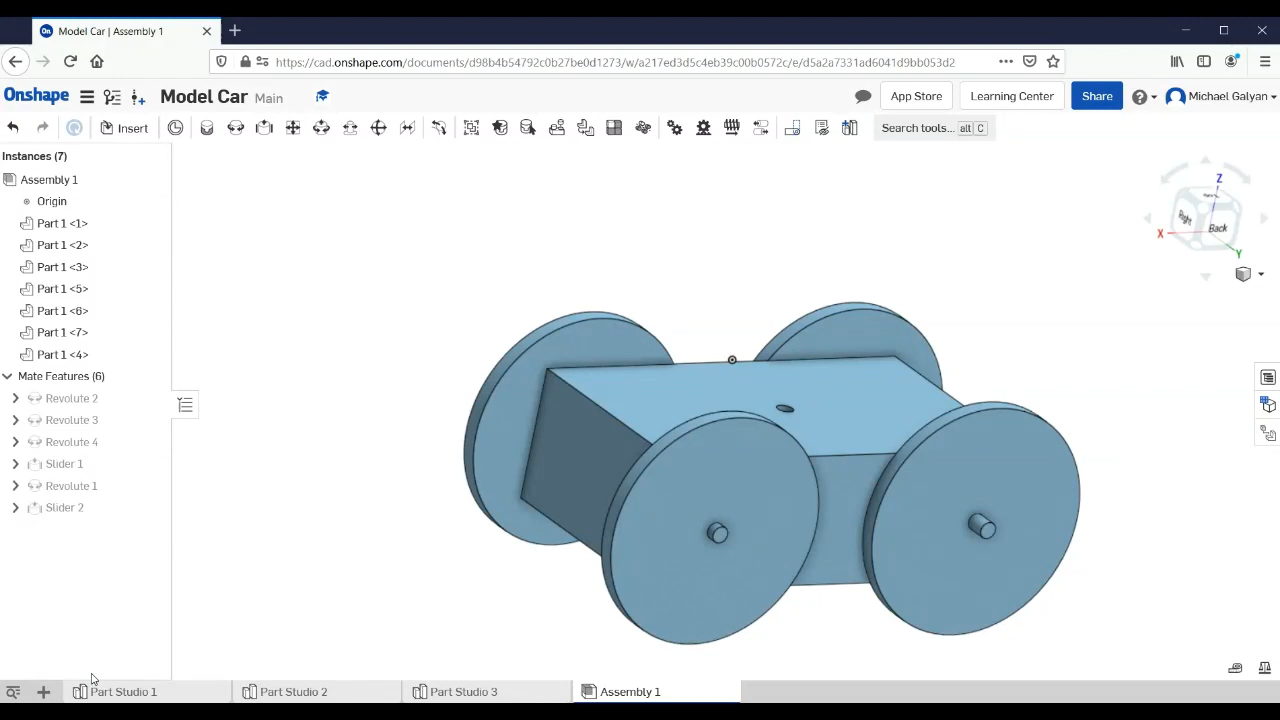 On Model Car | Assembly 1
https://cad.onshape.com/documents/d98b4b54792c0b27be0d1273/w/a217ed3d5c4eb39c00b0572c/e/d5a2a7331ad6041d9bb053d2
Onshape Model Car Main App Store Learning Center Share Michael Galyan
Insert Search tools... alt C
Instances (7)
Assembly 1
Origin
Part 1 <1>
Part 1 <2>
Part 1 <3>
Part 1 <5>
Part 1 <6>
Part 1 <7>
Part 1 <4>
Mate Features (6)
Revolute 2
Revolute 3
Revolute 4
Slider 1
Revolute 1
Slider 2
Z
Right
Back
X
Y
Part Studio 1 Part Studio 2 Part Studio 3 Assembly 1